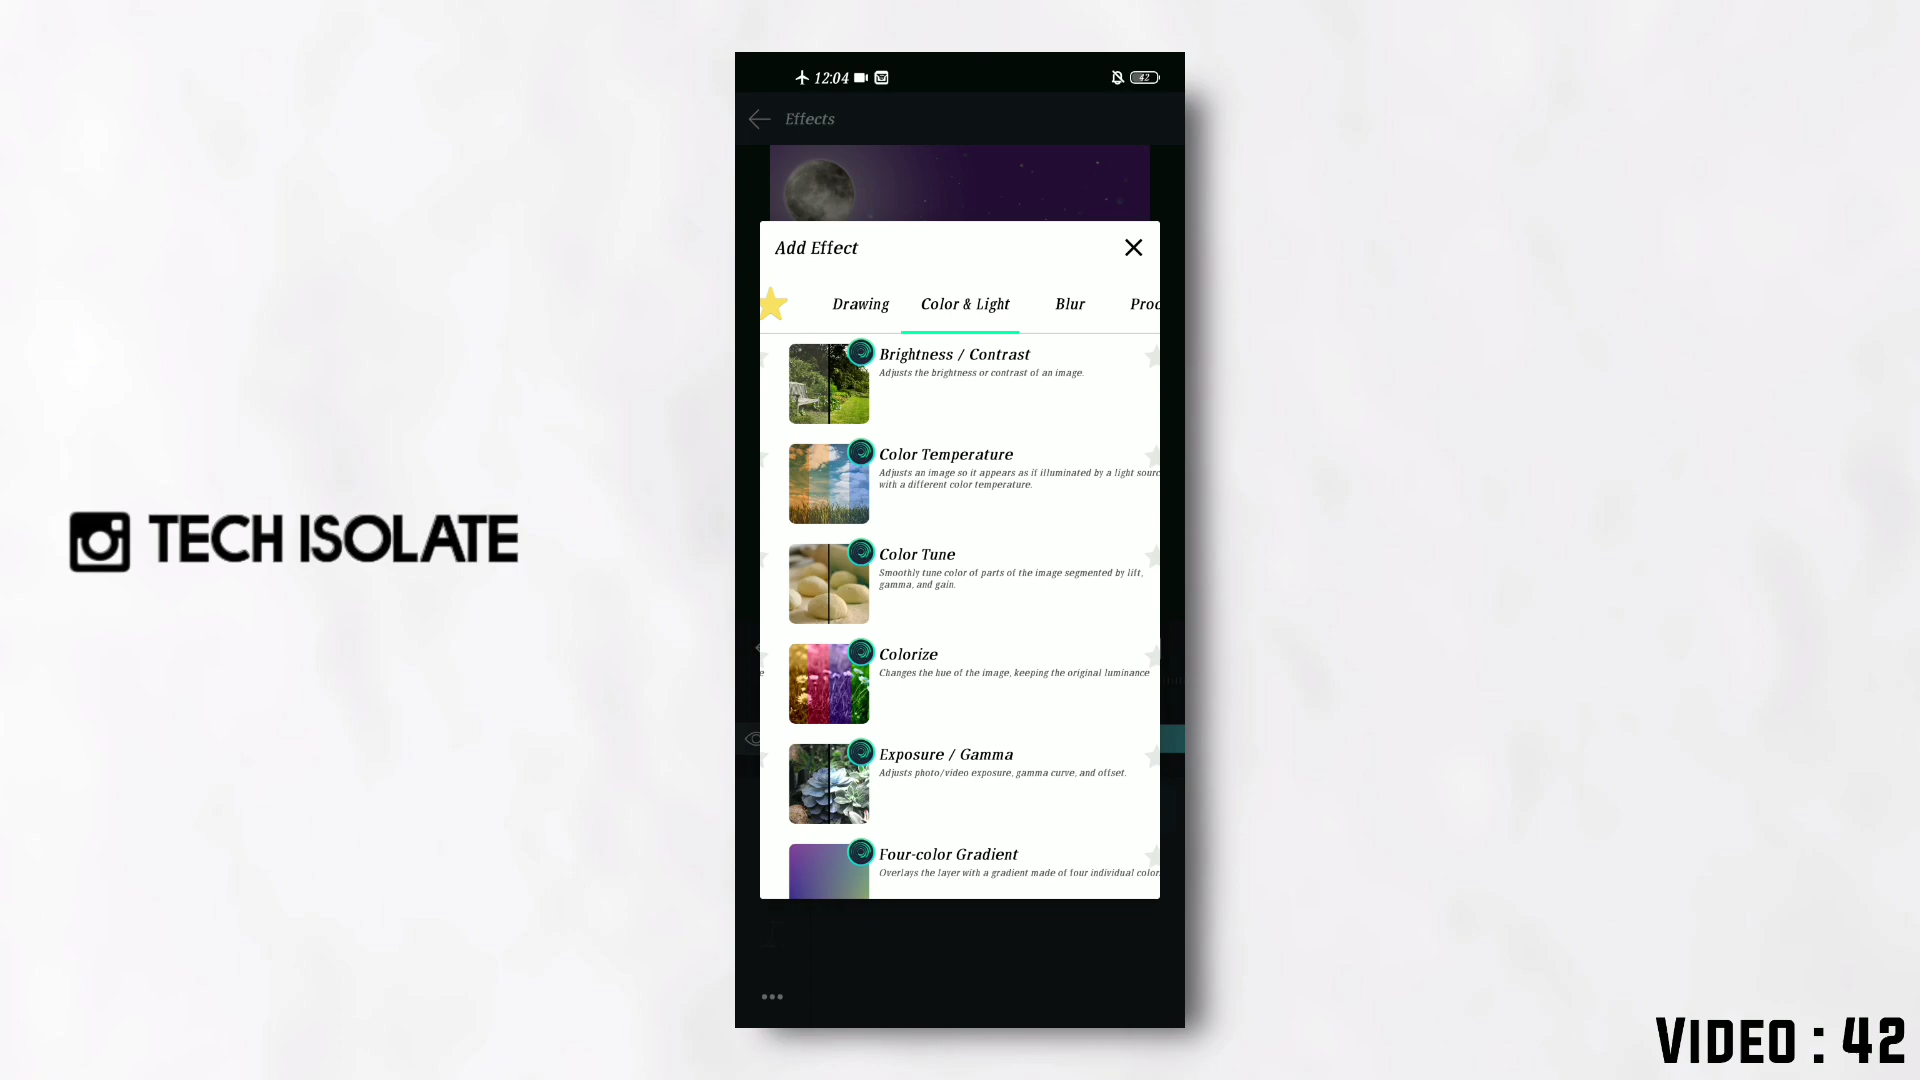 12:04
42
Effects
Add Effect
Drawing
Color & Light
Blur
Proc
Brightness / Contrast
Adjusts the brightness or contrast of an image.
Color Temperature
Adjusts an image so it appears as if illuminated by a light sourc
with a different color temperature.
Color Tune
Smoothly tune color of parts of the image segmented by lift,
gamma, and gain.
Colorize
Changes the hue of the image, keeping the original luminance
Exposure / Gamma
Adjusts photo/video exposure, gamma curve, and offset.
Four-color Gradient
Overlays the layer with a gradient made of four individual color
TECH ISOLATE
VIDEO : 42